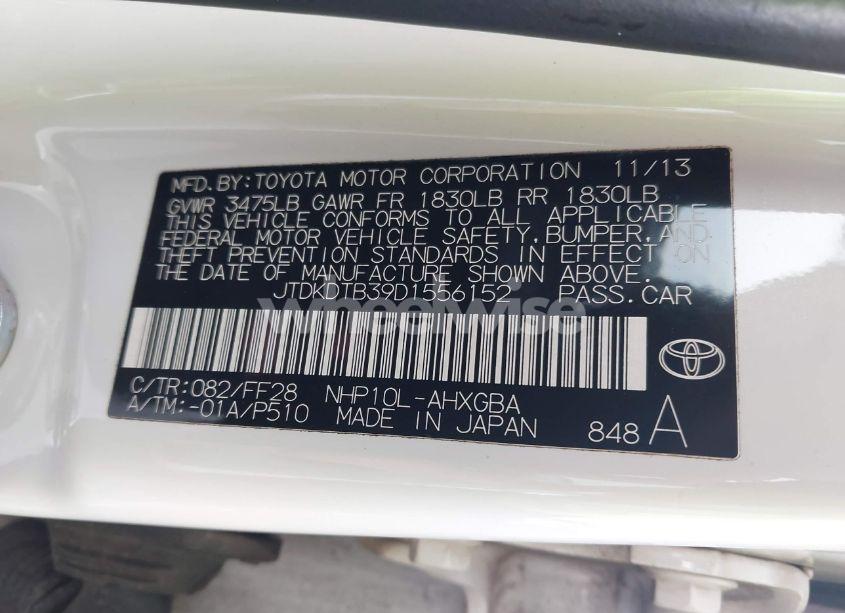 MFD. BY: TOYOTA MOTOR CORPORATION 11/13
GVWR 3475LB GAWR FR 1830LB RR 1830LB
THIS VEHICLE CONFORMS TO ALL APPLICABLE
FEDERAL MOTOR VEHICLE SAFETY, BUMPER, AND
THEFT PREVENTION STANDARDS IN EFFECT ON
THE DATE OF MANUFACTURE SHOWN ABOVE.
JTDKDTB39D1556152 PASS. CAR
wheelwise
C/TR: 082/FF28 NHP10L-AHXGBA
A/TM: -01A/P510 MADE IN JAPAN 848 A